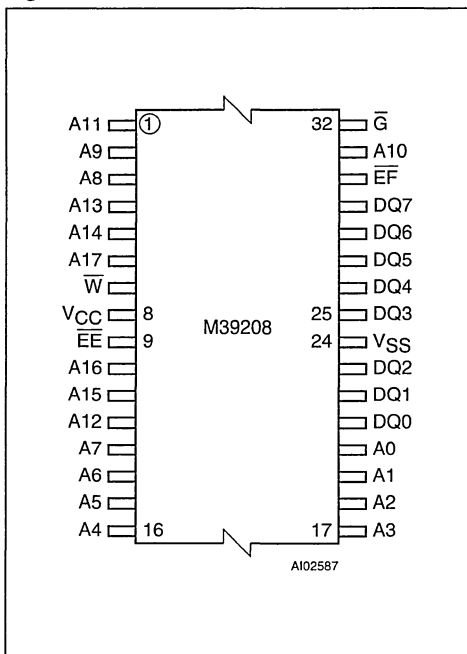 A11 1 32 G̅
A9 A10
A8 E̅F̅
A13 DQ7
A14 DQ6
A17 DQ5
W̅ DQ4
VCC 8 25 DQ3
M39208
E̅E̅ 9 24 VSS
A16 DQ2
A15 DQ1
A12 DQ0
A7 A0
A6 A1
A5 A2
A4 16 17 A3
AI02587